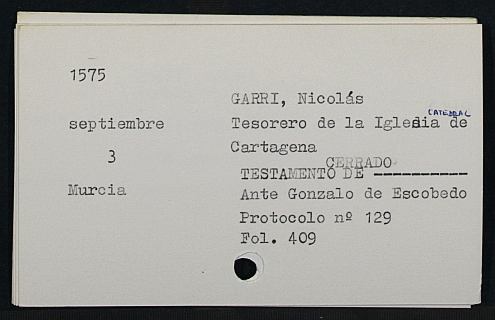 1575
GARRI, Nicolás
CATEDRAL
septiembre Tesorero de la Iglesia de
3 Cartagena
CERRADO
TESTAMENTO DE ----------
Murcia Ante Gonzalo de Escobedo
Protocolo nº 129
Fol. 409